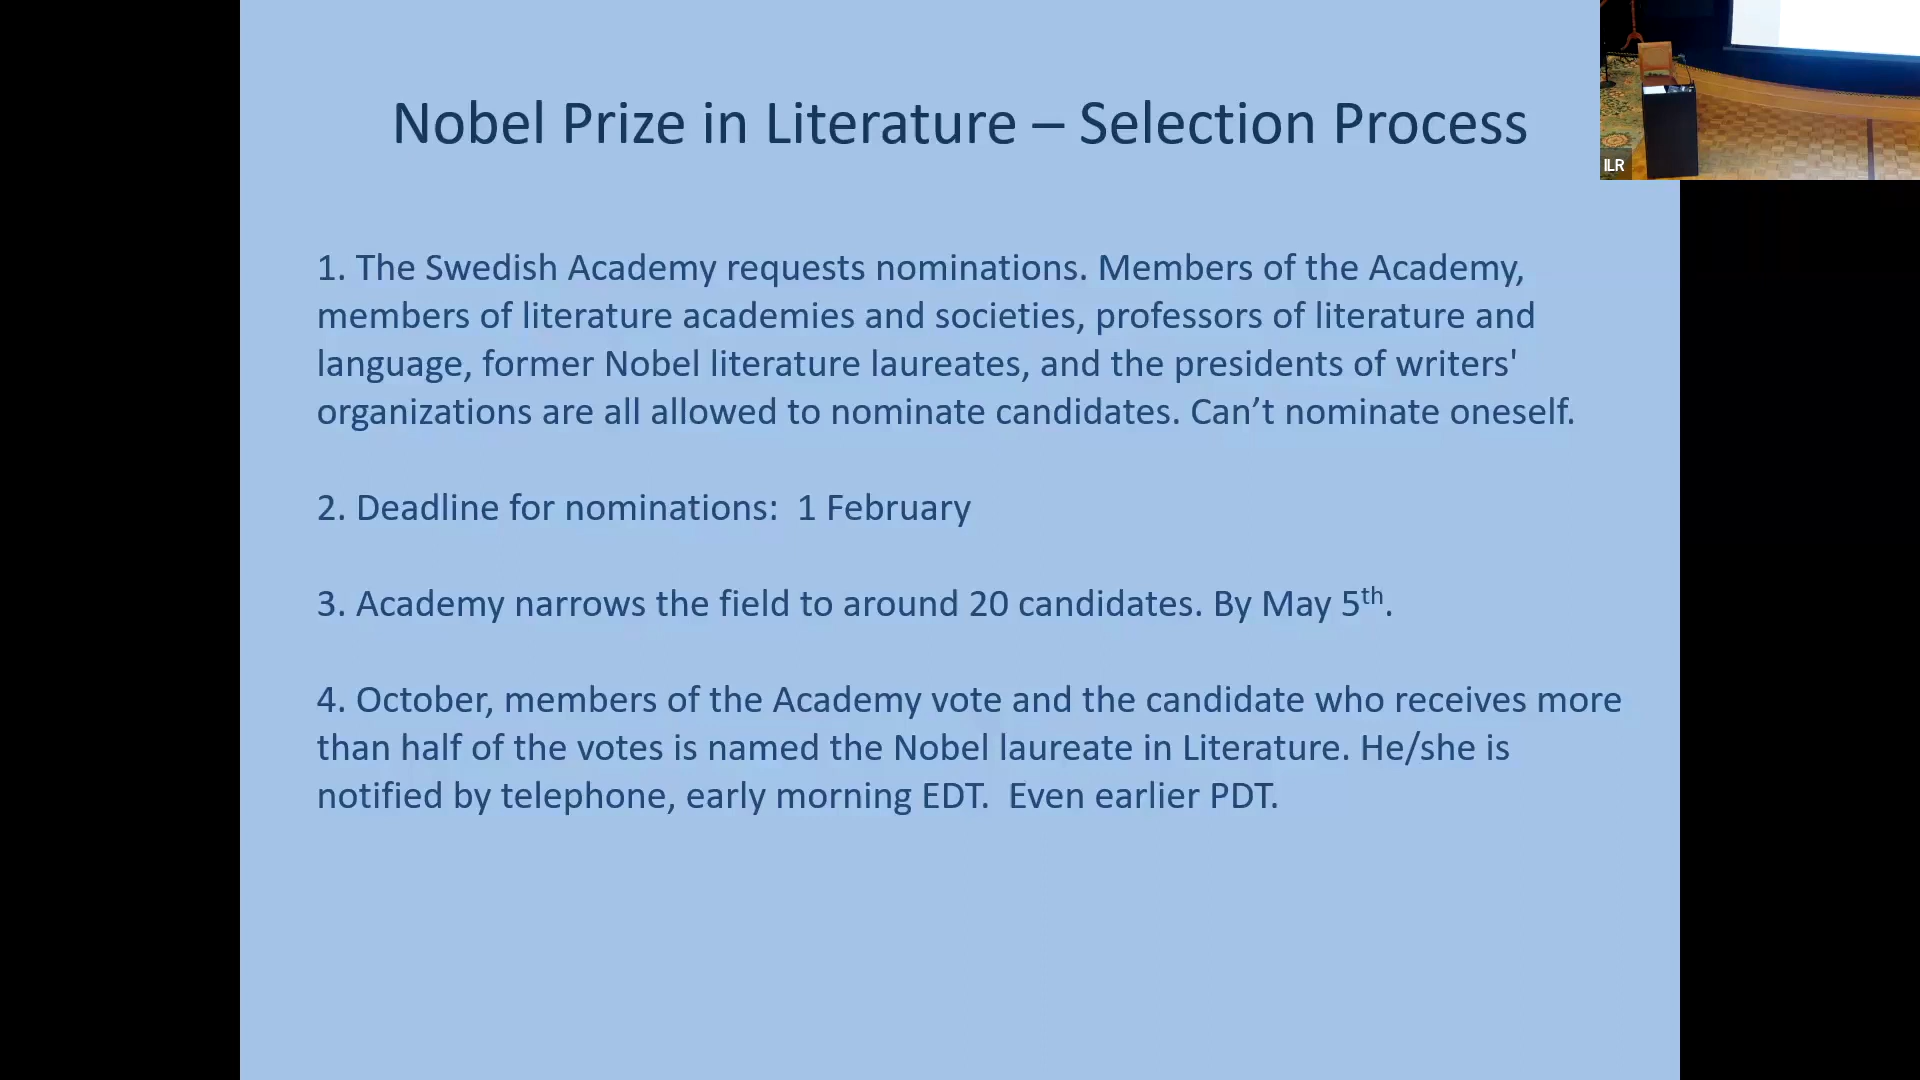 Nobel Prize in Literature – Selection Process
ILR
1. The Swedish Academy requests nominations. Members of the Academy,
members of literature academies and societies, professors of literature and
language, former Nobel literature laureates, and the presidents of writers'
organizations are all allowed to nominate candidates. Can’t nominate oneself.
2. Deadline for nominations:  1 February
3. Academy narrows the field to around 20 candidates. By May 5th.
4. October, members of the Academy vote and the candidate who receives more
than half of the votes is named the Nobel laureate in Literature. He/she is
notified by telephone, early morning EDT.  Even earlier PDT.